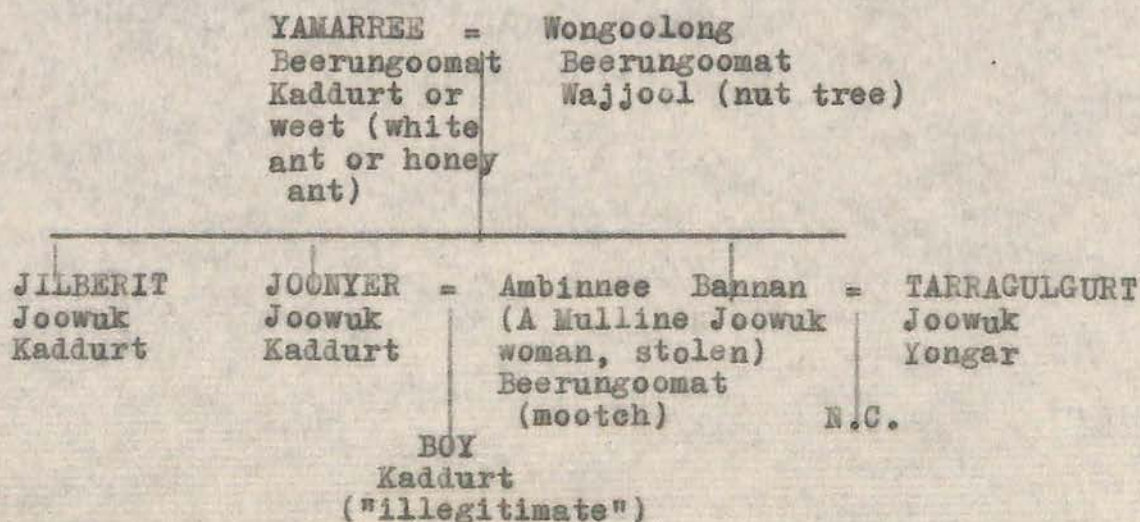 YAMARREE = Wongoolong
Beerungoomat Beerungoomat
Kaddurt or Wajjool (nut tree)
weet (white
ant or honey
ant)
JILBERIT JOONYER = Ambinnee Bannan = TARRAGULGURT
Joowuk Joowuk (A Mulline Joowuk Joowuk
Kaddurt Kaddurt woman, stolen) Yongar
Beerungoomat
(mootch) N.C.
BOY
Kaddurt
("illegitimate")